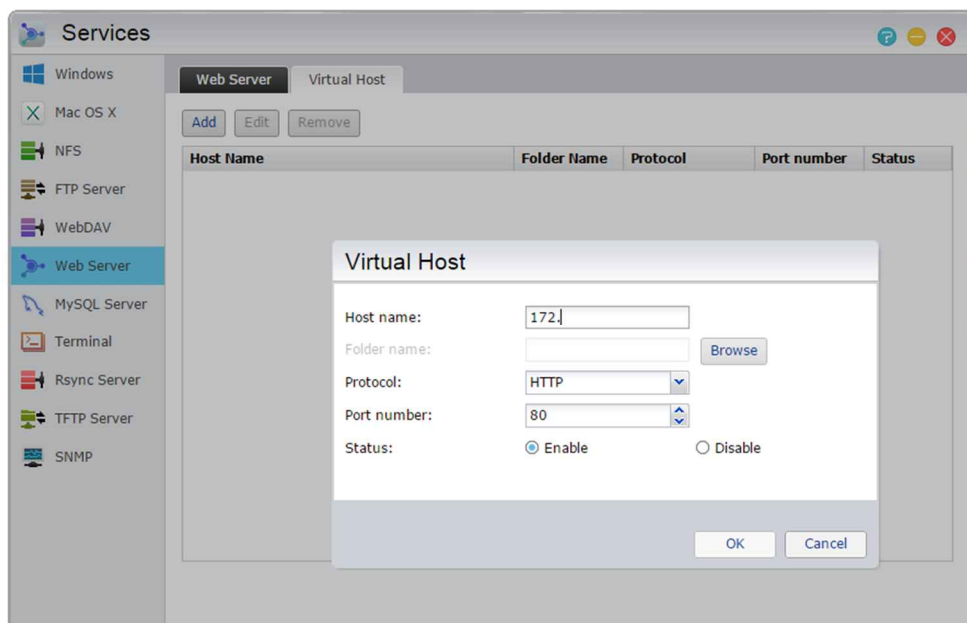 Services
Windows
Mac OS X
NFS
FTP Server
WebDAV
Web Server
MySQL Server
Terminal
Rsync Server
TFTP Server
SNMP
Web Server Virtual Host
Add Edit Remove
Host Name Folder Name Protocol Port number Status
Virtual Host
Host name: 172.
Folder name: Browse
Protocol: HTTP
Port number: 80
Status: Enable Disable
OK Cancel